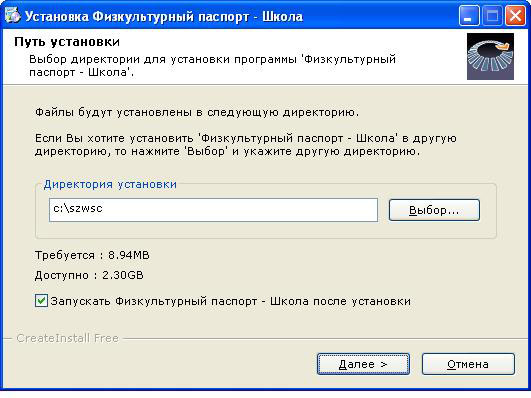 Установка Физкультурный паспорт - Школа
Путь установки
Выбор директории для установки программы 'Физкультурный
паспорт - Школа'.
Файлы будут установлены в следующую директорию.
Если Вы хотите установить 'Физкультурный паспорт - Школа' в другую
директорию, то нажмите 'Выбор' и укажите другую директорию.
Директория установки
c:\szwsc
Выбор...
Требуется : 8.94MB
Доступно : 2.30GB
Запускать Физкультурный паспорт - Школа после установки
CreateInstall Free
Далее >
Отмена